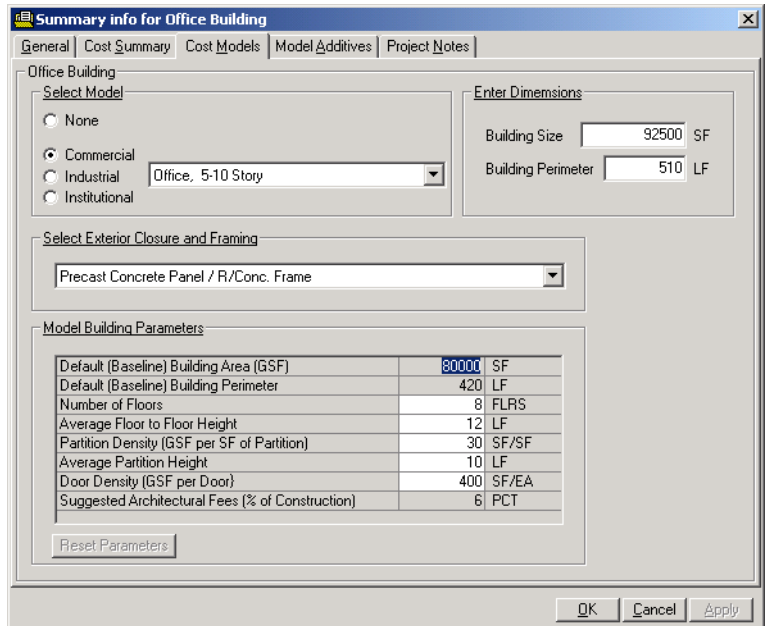 Summary info for Office Building
General
Cost Summary
Cost Models
Model Additives
Project Notes
Office Building
Select Model
None
Commercial
Industrial
Institutional
Office,  5-10 Story
Enter Dimemsions
Building Size 92500 SF
Building Perimeter 510 LF
Select Exterior Closure and Framing
Precast Concrete Panel / R/Conc. Frame
Model Building Parameters
Default (Baseline) Building Area (GSF) 80000 SF
Default (Baseline) Building Perimeter 420 LF
Number of Floors 8 FLRS
Average Floor to Floor Height 12 LF
Partition Density (GSF per SF of Partition) 30 SF/SF
Average Partition Height 10 LF
Door Density (GSF per Door} 400 SF/EA
Suggested Architectural Fees (% of Construction) 6 PCT
Reset Parameters
OK
Cancel
Apply